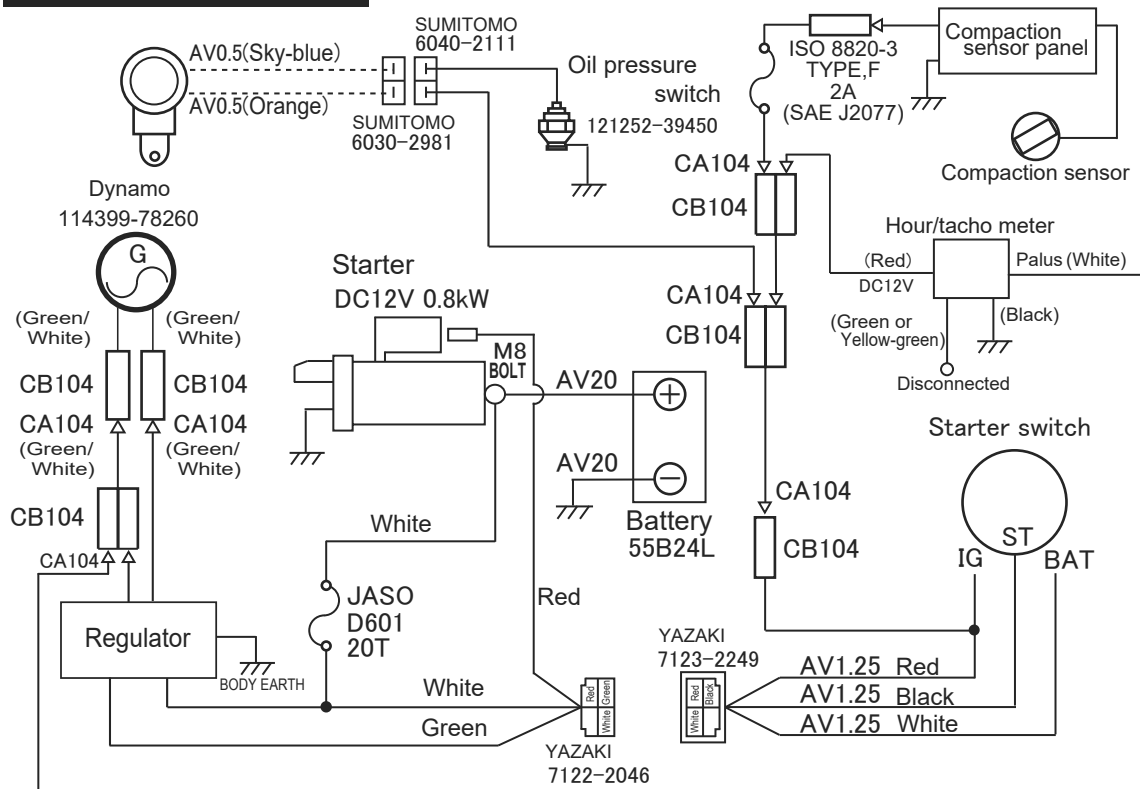 SUMITOMO
6040-2111
AV0.5(Sky-blue)
AV0.5(Orange)
SUMITOMO
6030-2981
Oil pressure
switch
121252-39450
ISO 8820-3
TYPE,F
2A
(SAE J2077)
Compaction
sensor panel
Compaction sensor
CA104
CB104
Dynamo
114399-78260
G
Hour/tacho meter
(Red)
DC12V
Palus (White)
(Black)
(Green or
Yellow-green)
Disconnected
Starter
DC12V 0.8kW
CA104
CB104
(Green/
White)
(Green/
White)
CB104
CB104
CA104
CA104
(Green/
White)
(Green/
White)
M8
BOLT
AV20
+
AV20
−
Battery
55B24L
Starter switch
ST
IG
BAT
CA104
CB104
CB104
CA104
White
Red
JASO
D601
20T
Regulator
BODY EARTH
White
Green
Red
Green
White
YAZAKI
7122-2046
YAZAKI
7123-2249
Red
Black
White
AV1.25 Red
AV1.25 Black
AV1.25 White